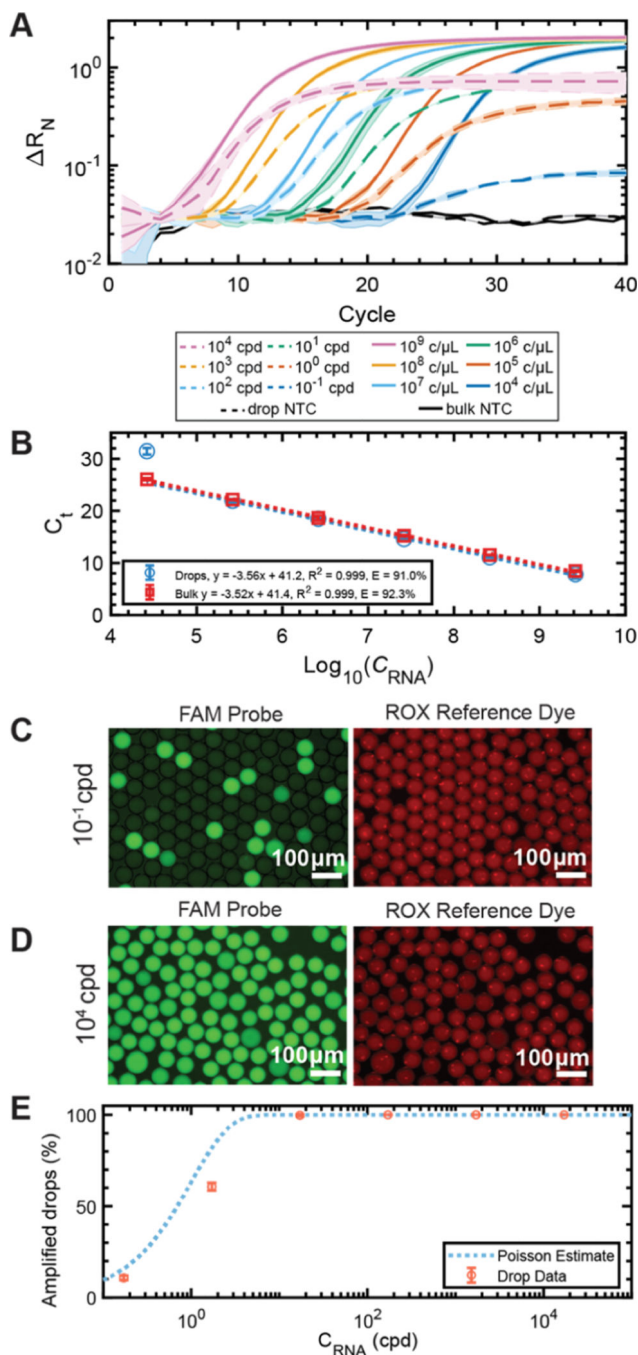 A
ΔR_N
10^0
10^-1
10^-2
0 10 20 30 40
Cycle
10^4 cpd 10^1 cpd 10^9 c/μL 10^6 c/μL
10^3 cpd 10^0 cpd 10^8 c/μL 10^5 c/μL
10^2 cpd 10^-1 cpd 10^7 c/μL 10^4 c/μL
drop NTC bulk NTC
B
C_t
30
20
10
0
Drops, y = -3.56x + 41.2, R^2 = 0.999, E = 91.0%
Bulk y = -3.52x + 41.4, R^2 = 0.999, E = 92.3%
4 5 6 7 8 9 10
Log_10(C_RNA)
C
FAM Probe ROX Reference Dye
10^-1 cpd
100μm 100μm
D
FAM Probe ROX Reference Dye
10^4 cpd
100μm 100μm
E
Amplified drops (%)
100
50
0
Poisson Estimate
Drop Data
10^0 10^2 10^4
C_RNA (cpd)